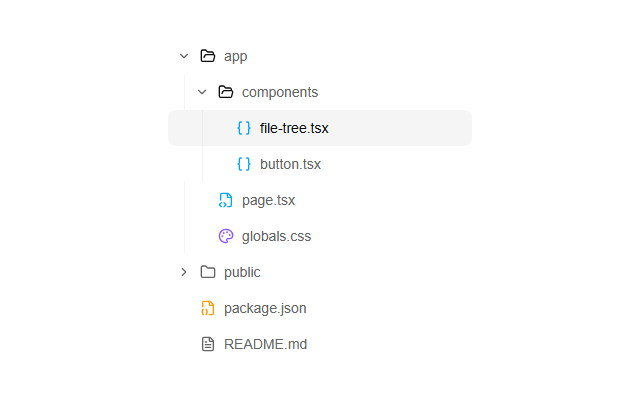 app
components
file-tree.tsx
button.tsx
page.tsx
globals.css
public
package.json
README.md